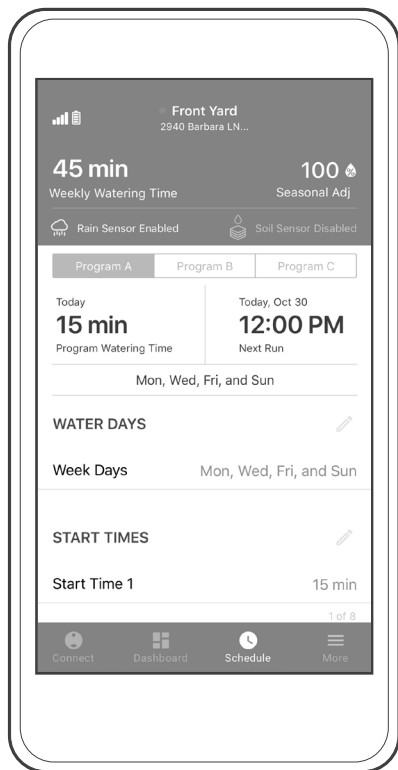 Front Yard
2940 Barbara LN...
45 min
Weekly Watering Time
100
Seasonal Adj
Rain Sensor Enabled
Soil Sensor Disabled
Program A
Program B
Program C
Today
15 min
Program Watering Time
Today, Oct 30
12:00 PM
Next Run
Mon, Wed, Fri, and Sun
WATER DAYS
Week Days
Mon, Wed, Fri, and Sun
START TIMES
Start Time 1
15 min
1 of 8
Connect
Dashboard
Schedule
More